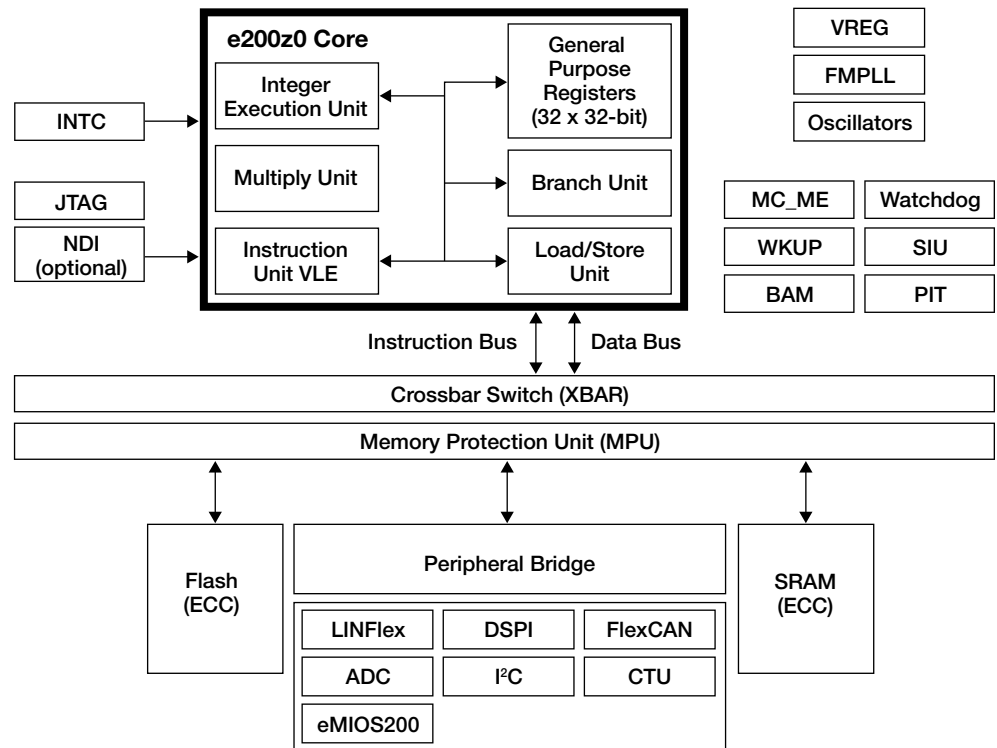 e200z0 Core
Integer
Execution Unit
General
Purpose
Registers
(32 x 32-bit)
VREG
FMPLL
Oscillators
INTC
Multiply Unit
Branch Unit
JTAG
NDI
(optional)
Instruction
Unit VLE
Load/Store
Unit
MC_ME
Watchdog
WKUP
SIU
BAM
PIT
Instruction Bus
Data Bus
Crossbar Switch (XBAR)
Memory Protection Unit (MPU)
Flash
(ECC)
Peripheral Bridge
SRAM
(ECC)
LINFlex
DSPI
FlexCAN
ADC
I²C
CTU
eMIOS200